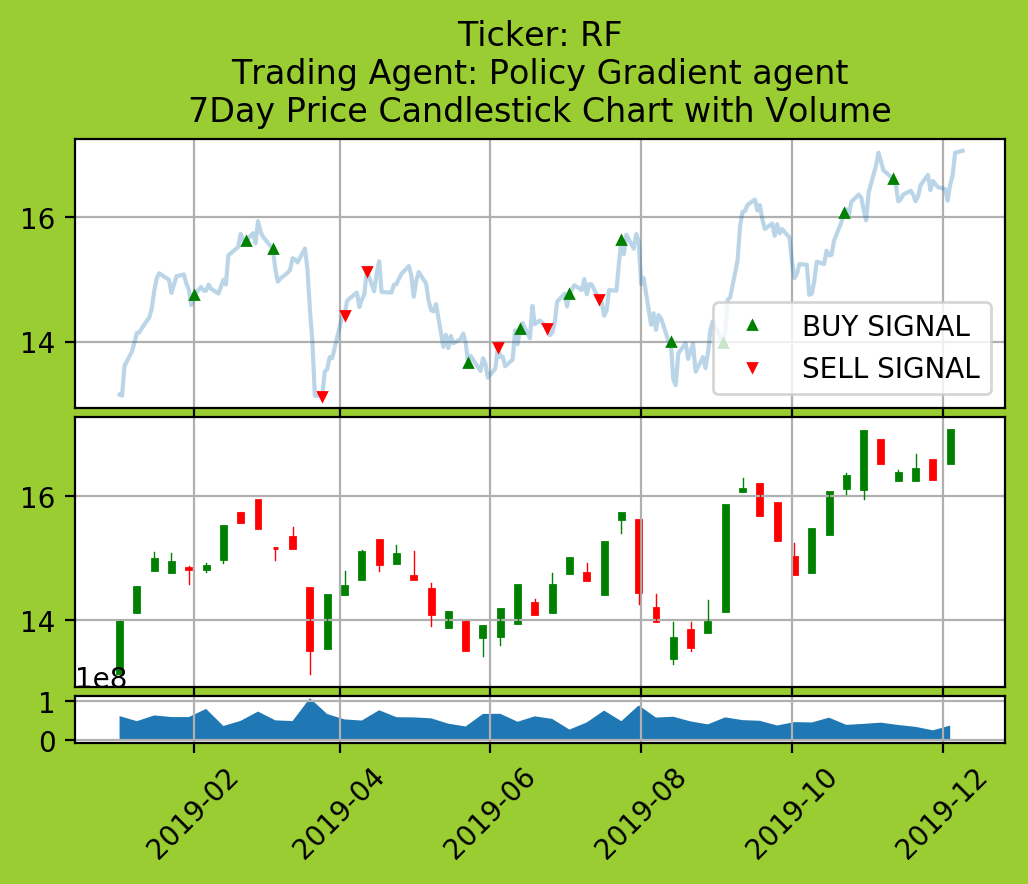 Ticker: RF
Trading Agent: Policy Gradient agent
7Day Price Candlestick Chart with Volume
16
14
BUY SIGNAL
SELL SIGNAL
16
14
1e8
1
0
2019-02
2019-04
2019-06
2019-08
2019-10
2019-12